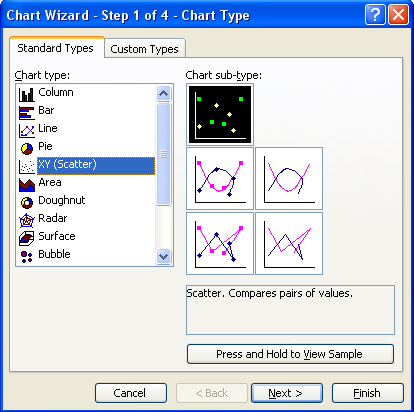 Chart Wizard - Step 1 of 4 - Chart Type
Standard Types
Custom Types
Chart type:
Column
Bar
Line
Pie
XY (Scatter)
Area
Doughnut
Radar
Surface
Bubble
Chart sub-type:
Scatter. Compares pairs of values.
Press and Hold to View Sample
Cancel
< Back
Next >
Finish